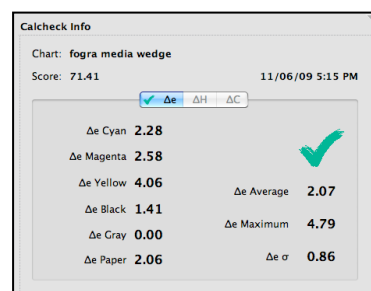 Calcheck Info
Chart: fogra media wedge
Score: 71.41 11/06/09 5:15 PM
Δe ΔH ΔC
Δe Cyan 2.28
Δe Magenta 2.58
Δe Yellow 4.06
Δe Black 1.41
Δe Gray 0.00
Δe Paper 2.06
Δe Average 2.07
Δe Maximum 4.79
Δe σ 0.86